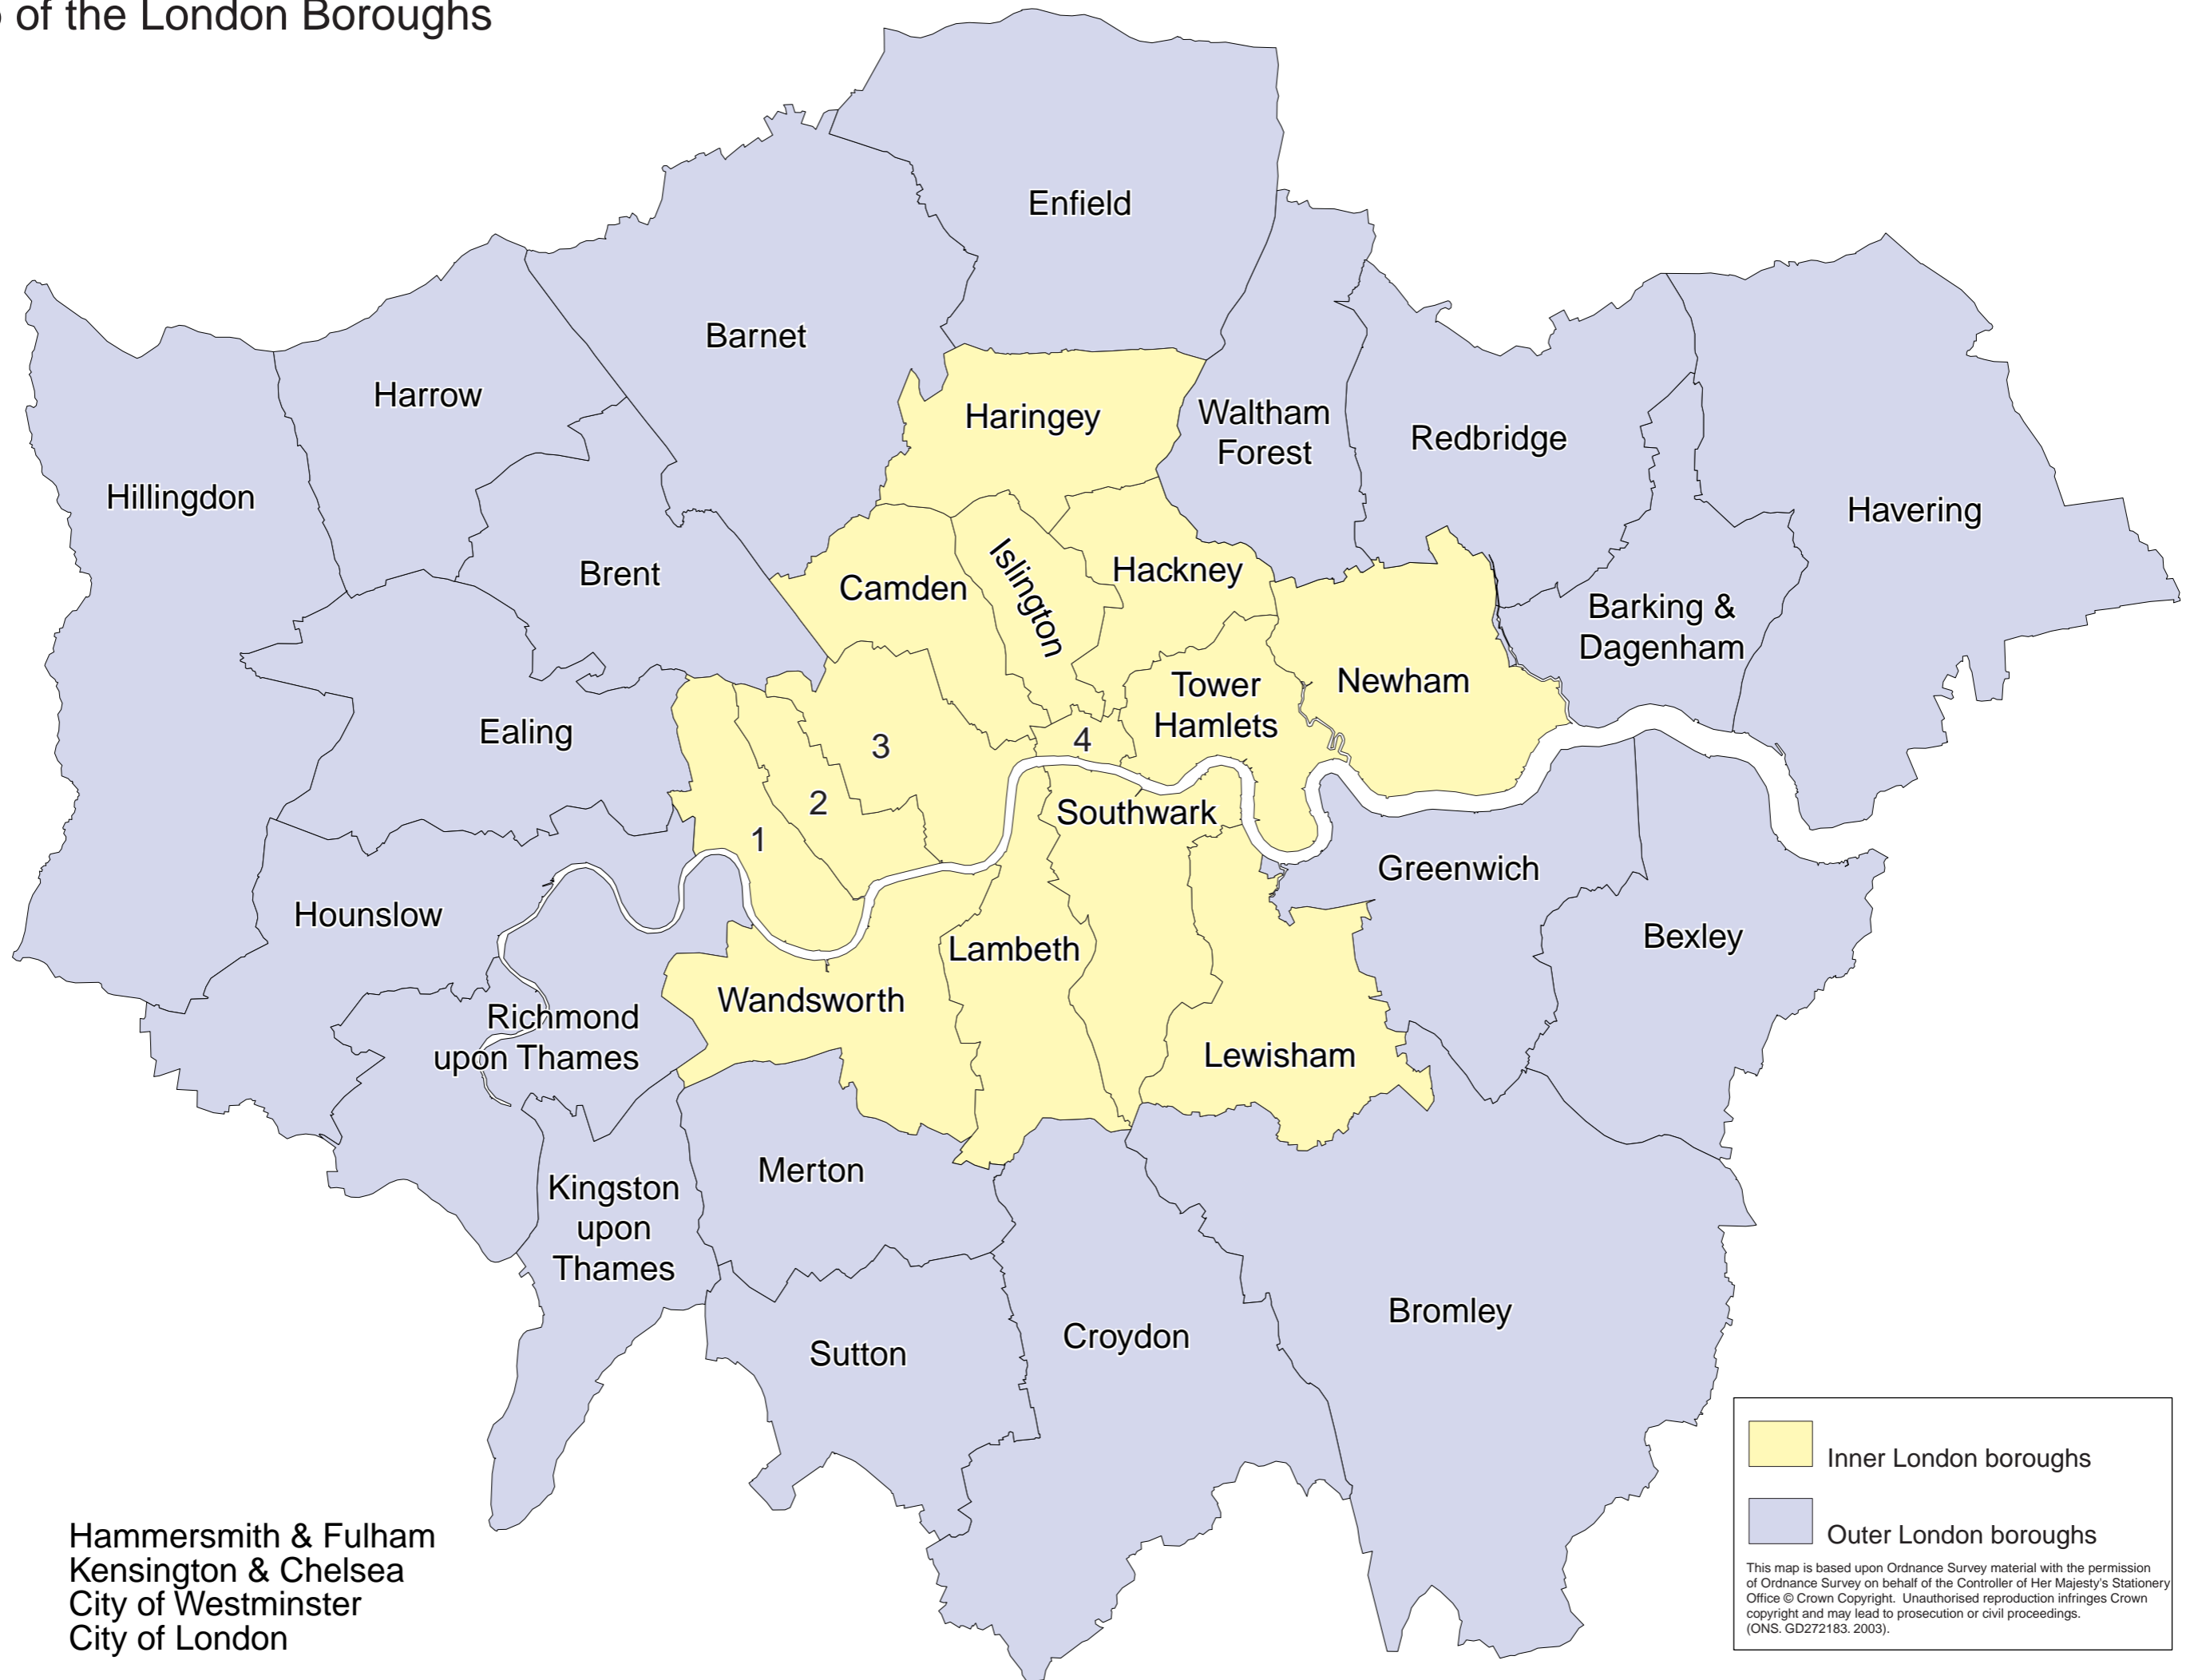 of the London Boroughs
Enfield
Barnet
Harrow
Haringey
Waltham
Forest
Redbridge
Hillingdon
Havering
Brent
Camden
Islington
Hackney
Barking &
Dagenham
Tower
Hamlets
Newham
Ealing
3
4
2
1
Southwark
Greenwich
Hounslow
Bexley
Lambeth
Wandsworth
Richmond
upon Thames
Lewisham
Merton
Kingston
upon
Thames
Bromley
Croydon
Sutton
Hammersmith & Fulham
Kensington & Chelsea
City of Westminster
City of London
Inner London boroughs
Outer London boroughs
This map is based upon Ordnance Survey material with the permission
of Ordnance Survey on behalf of the Controller of Her Majesty's Stationery
Office © Crown Copyright. Unauthorised reproduction infringes Crown
copyright and may lead to prosecution or civil proceedings.
(ONS. GD272183. 2003).